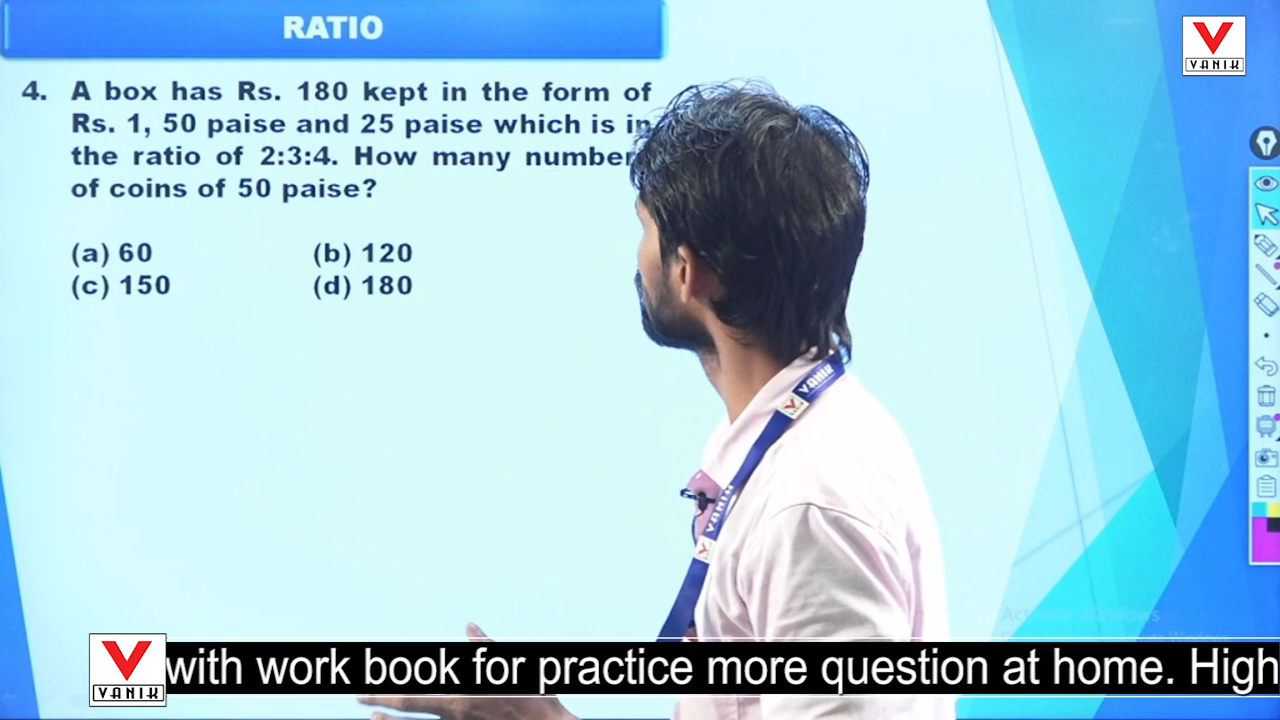 RATIO
VANIK
4. A box has Rs. 180 kept in the form of
Rs. 1, 50 paise and 25 paise which is in
the ratio of 2:3:4. How many number
of coins of 50 paise?
(a) 60 (b) 120
(c) 150 (d) 180
VANIK
VANIK
VANIK
with work book for practice more question at home. High